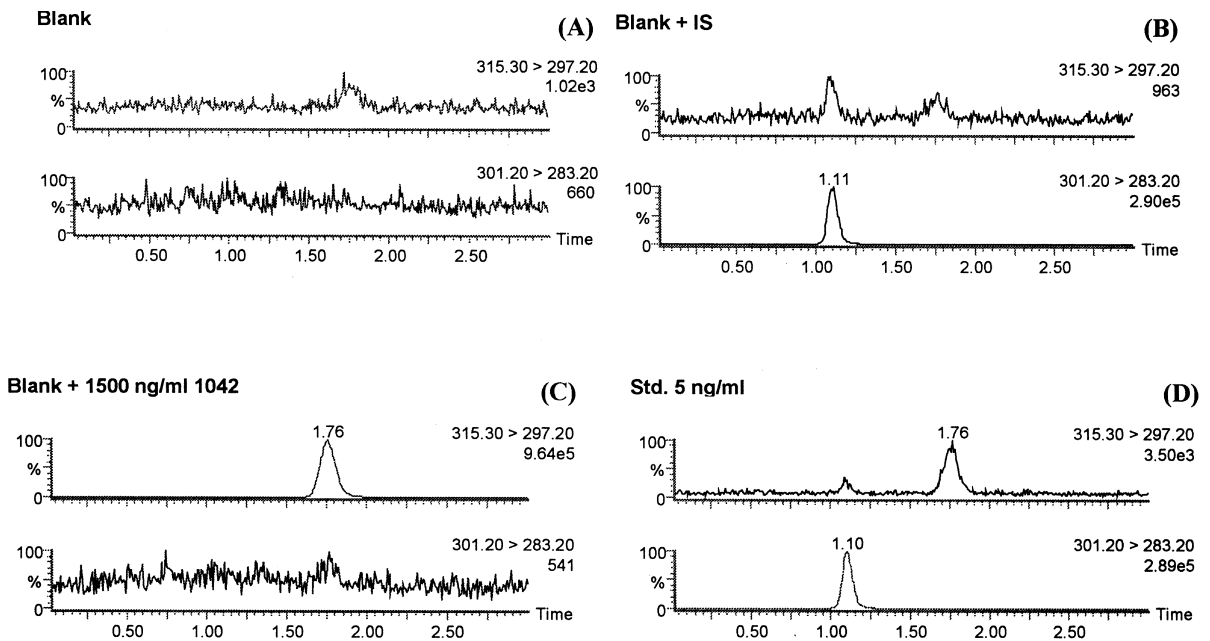 Blank
(A)
315.30 > 297.20
1.02e3
100
%
0
301.20 > 283.20
660
100
%
0
Time
0.50 1.00 1.50 2.00 2.50
Blank + IS
(B)
315.30 > 297.20
963
100
%
0
1.11
301.20 > 283.20
2.90e5
100
%
0
Time
0.50 1.00 1.50 2.00 2.50
Blank + 1500 ng/ml 1042
(C)
1.76
315.30 > 297.20
9.64e5
100
%
0
301.20 > 283.20
541
100
%
0
Time
0.50 1.00 1.50 2.00 2.50
Std. 5 ng/ml
(D)
1.76
315.30 > 297.20
3.50e3
100
%
0
1.10
301.20 > 283.20
2.89e5
100
%
0
Time
0.50 1.00 1.50 2.00 2.50